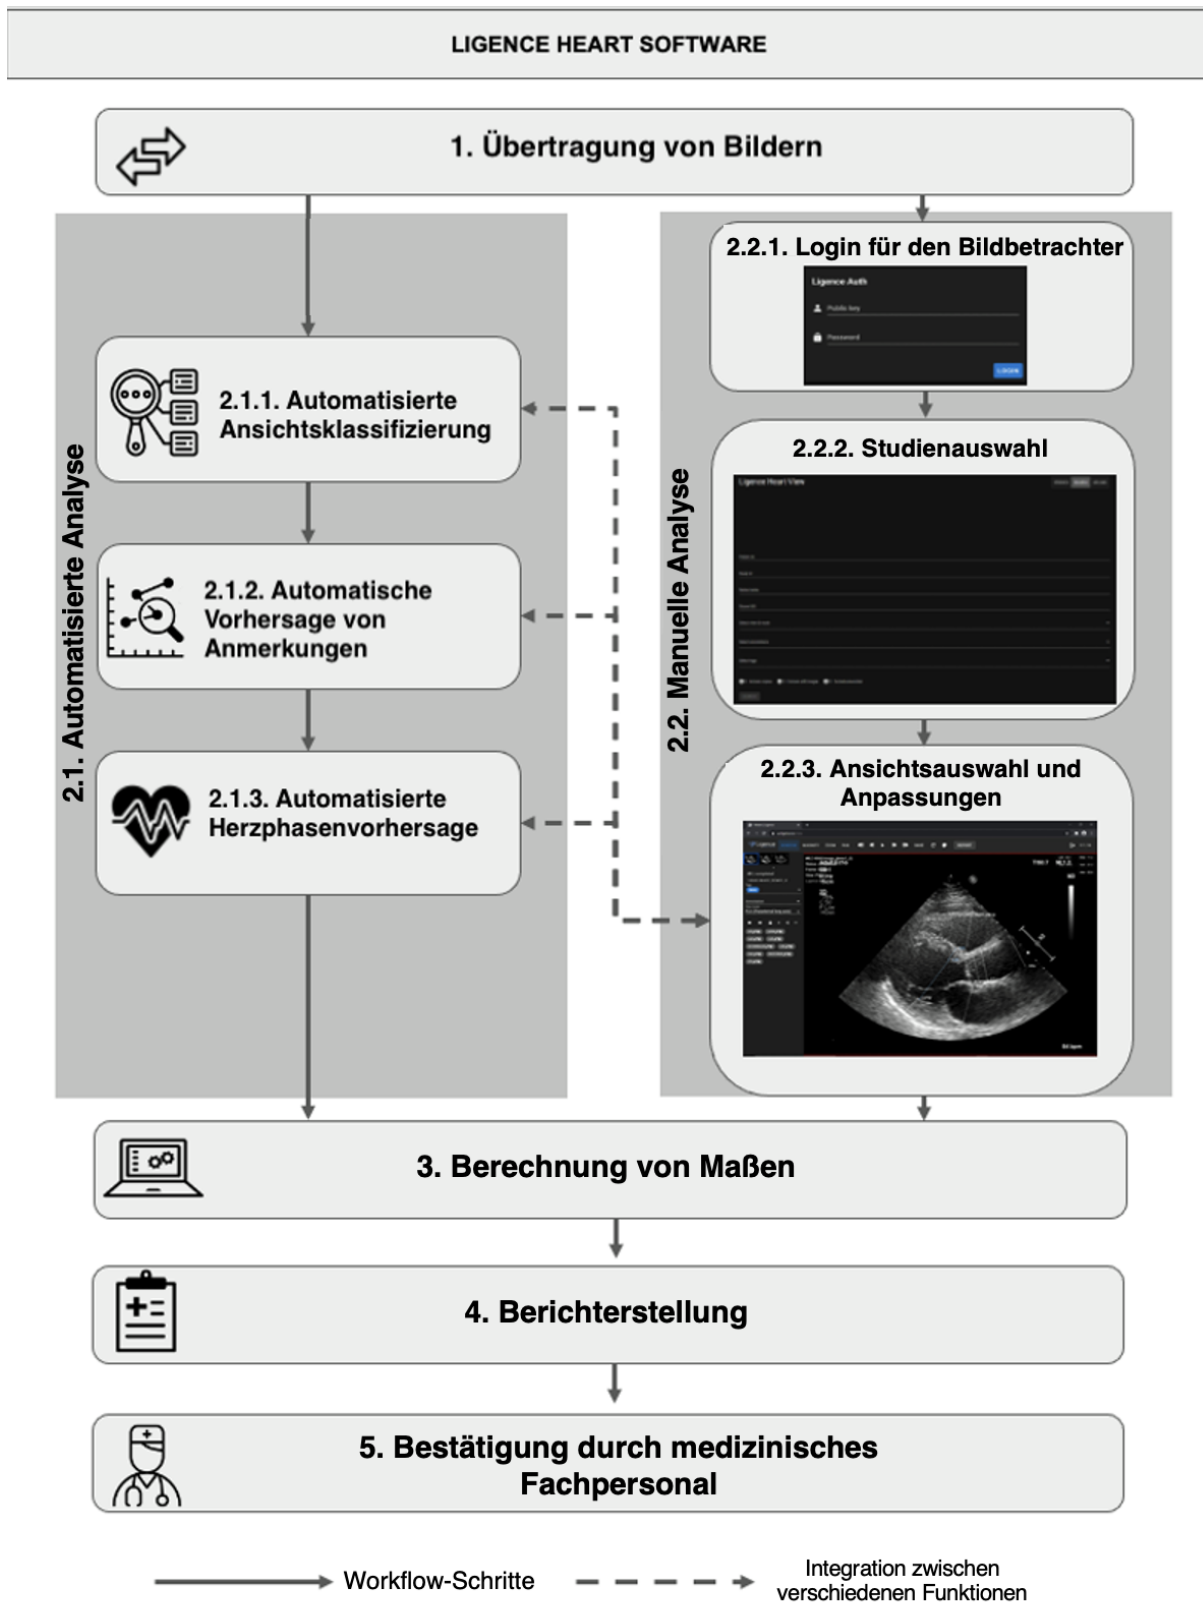 LIGENCE HEART SOFTWARE
1. Übertragung von Bildern
2.1. Automatisierte Analyse
2.1.1. Automatisierte
Ansichtsklassifizierung
2.1.2. Automatische
Vorhersage von
Anmerkungen
2.1.3. Automatisierte
Herzphasenvorhersage
2.2. Manuelle Analyse
2.2.1. Login für den Bildbetrachter
Ligence Auth
Public key
Password
LOGIN
2.2.2. Studienauswahl
Ligence Heart View
2.2.3. Ansichtsauswahl und
Anpassungen
3. Berechnung von Maßen
4. Berichterstellung
5. Bestätigung durch medizinisches
Fachpersonal
Workflow-Schritte
Integration zwischen
verschiedenen Funktionen